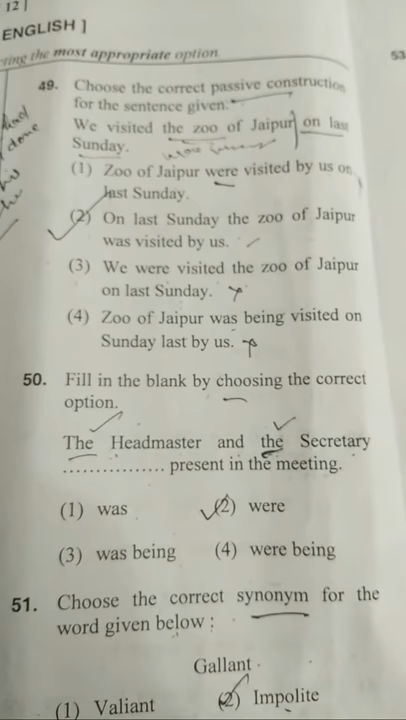 12 ]
ENGLISH ]
cting the most appropriate option.
53
49. Choose the correct passive construction
for the sentence given.
We visited the zoo of Jaipur on last
Sunday.
(1) Zoo of Jaipur were visited by us on
last Sunday.
(2) On last Sunday the zoo of Jaipur
was visited by us.
(3) We were visited the zoo of Jaipur
on last Sunday.
(4) Zoo of Jaipur was being visited on
Sunday last by us.
50. Fill in the blank by choosing the correct
option.
The Headmaster and the Secretary
................ present in the meeting.
(1) was (2) were
(3) was being (4) were being
51. Choose the correct synonym for the
word given below :
Gallant
(1) Valiant (2) Impolite